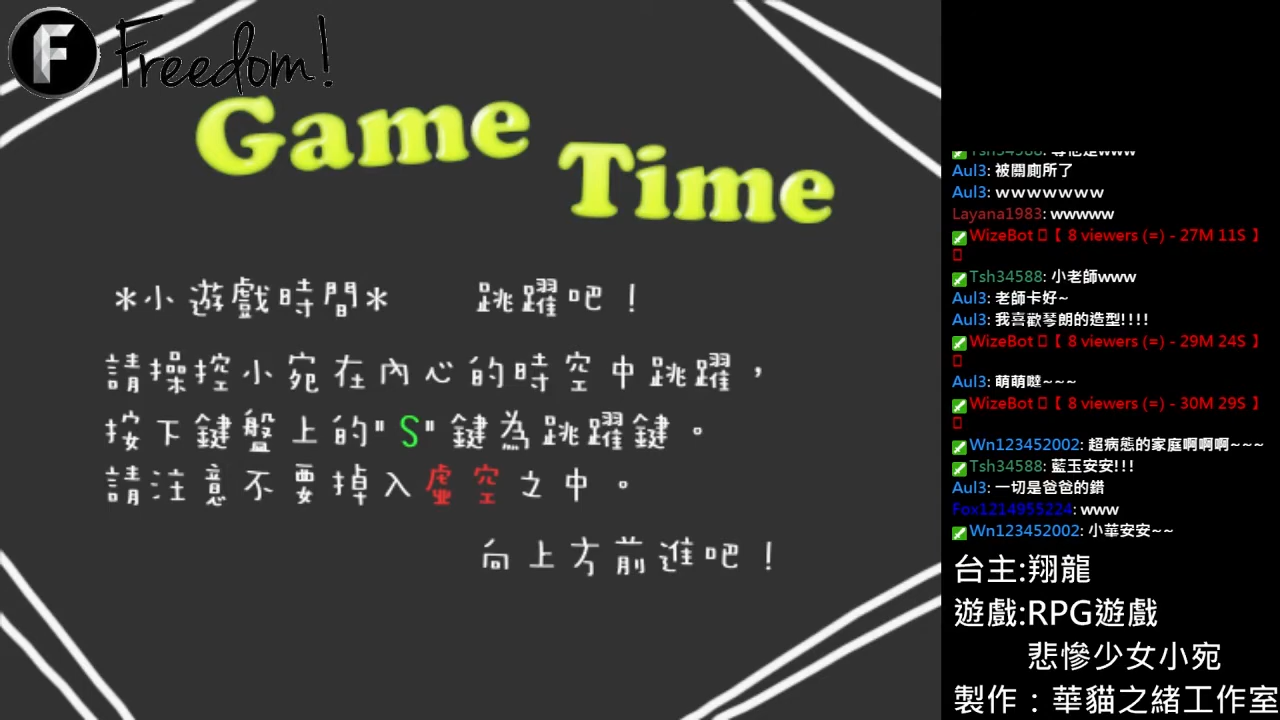 F Freedom!
Game
Time
*小遊戲時間* 跳躍吧！
請操控小宛在內心的時空中跳躍，
按下鍵盤上的"S"鍵為跳躍鍵。
請注意不要掉入虛空之中。
向上方前進吧！
Aul3: 被關廁所了
Aul3: wwwwwww
Layana1983: wwwww
WizeBot 【 8 viewers (=) - 27M 11S 】
Tsh34588: 小老師www
Aul3: 老師卡好~
Aul3: 我喜歡琴朗的造型!!!!
WizeBot 【 8 viewers (=) - 29M 24S 】
Aul3: 萌萌噠~~~
WizeBot 【 8 viewers (=) - 30M 29S 】
Wn123452002: 超病態的家庭啊啊啊~~~
Tsh34588: 藍玉安安!!!
Aul3: 一切是爸爸的錯
Fox1214955224: www
Wn123452002: 小華安安~~
台主:翔龍
遊戲:RPG遊戲
悲慘少女小宛
製作：華貓之緒工作室